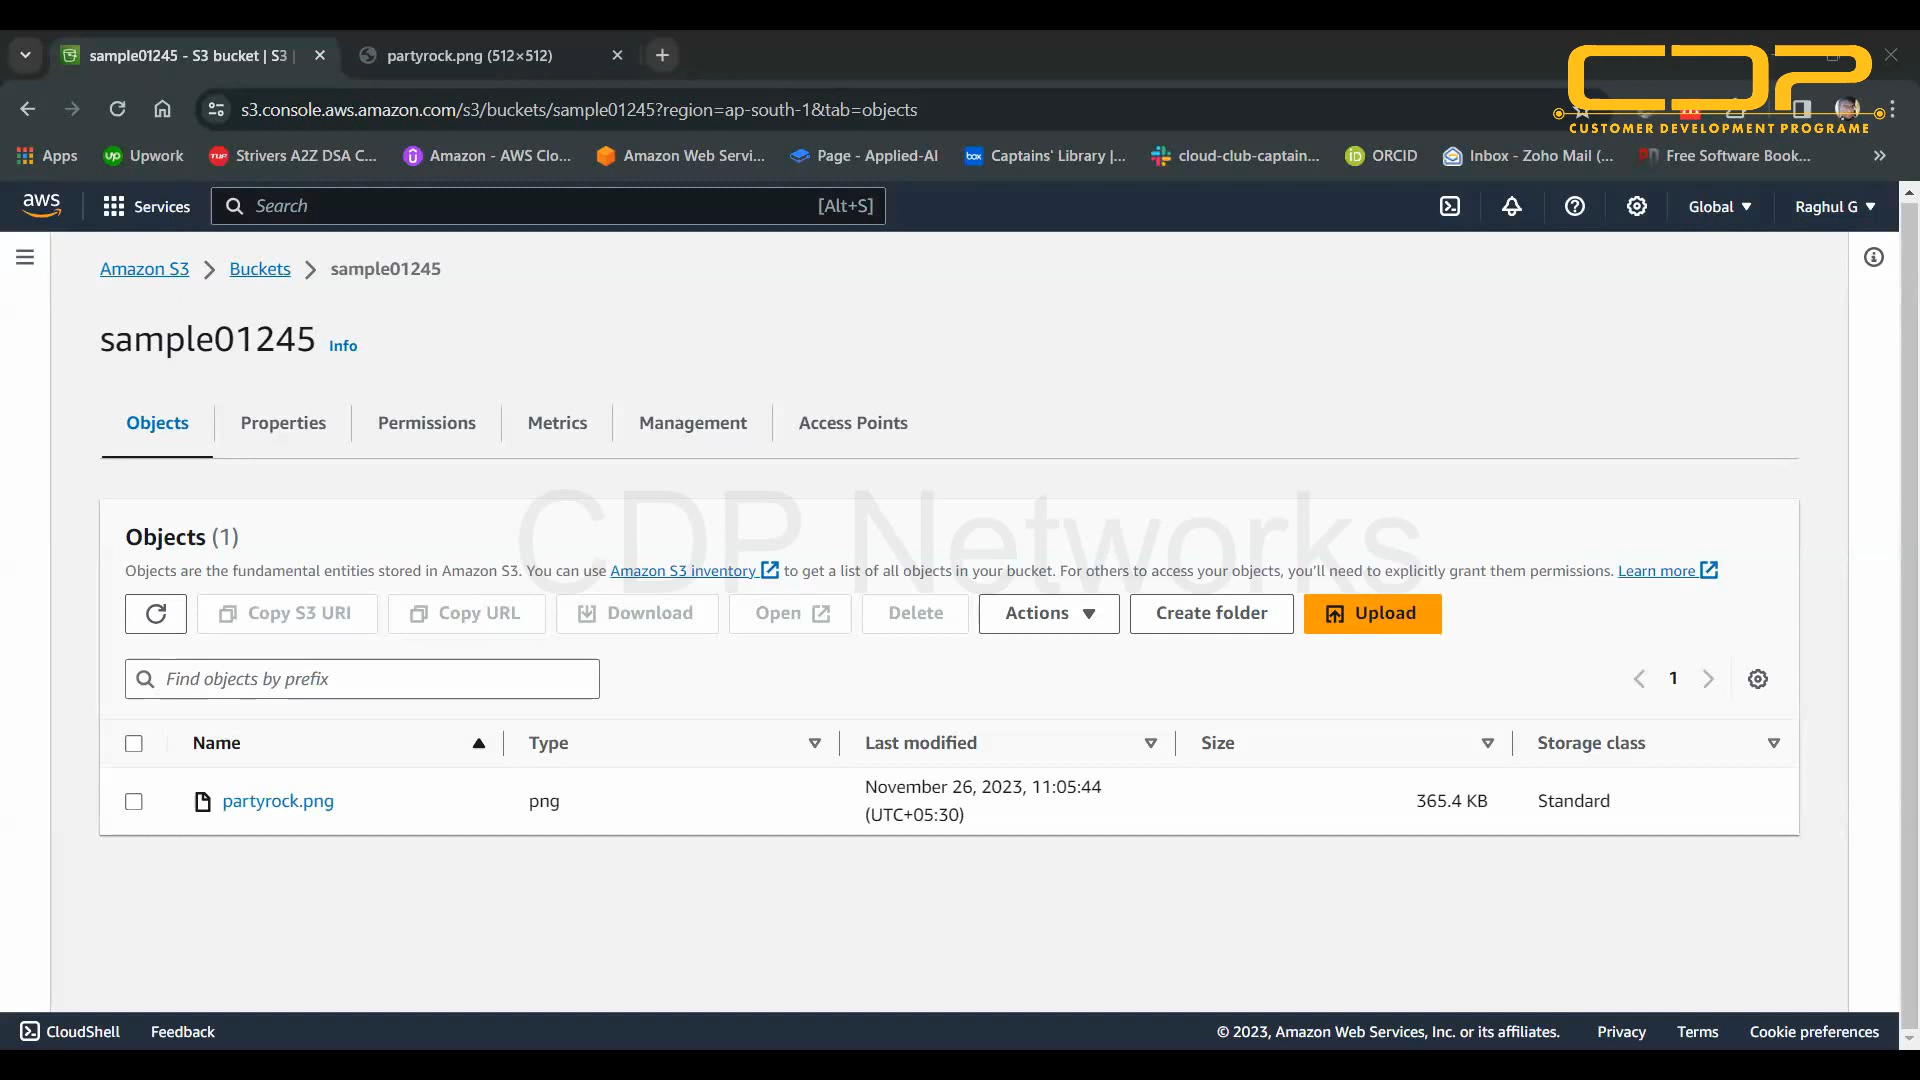 sample01245 - S3 bucket | S3
partyrock.png (512×512)
s3.console.aws.amazon.com/s3/buckets/sample01245?region=ap-south-1&tab=objects
CDP
CUSTOMER DEVELOPMENT PROGRAME
Apps
Upwork
Strivers A2Z DSA C...
Amazon - AWS Clo...
Amazon Web Servi...
Page - Applied-AI
Captains' Library |...
cloud-club-captain...
ORCID
Inbox - Zoho Mail (...
Free Software Book...
aws
Services
Search
[Alt+S]
Global
Raghul G
Amazon S3
Buckets
sample01245
sample01245 Info
Objects
Properties
Permissions
Metrics
Management
Access Points
CDP Networks
Objects (1)
Objects are the fundamental entities stored in Amazon S3. You can use Amazon S3 inventory to get a list of all objects in your bucket. For others to access your objects, you'll need to explicitly grant them permissions. Learn more
Copy S3 URI
Copy URL
Download
Open
Delete
Actions
Create folder
Upload
Find objects by prefix
1
Name
Type
Last modified
Size
Storage class
partyrock.png
png
November 26, 2023, 11:05:44
(UTC+05:30)
365.4 KB
Standard
CloudShell
Feedback
© 2023, Amazon Web Services, Inc. or its affiliates.
Privacy
Terms
Cookie preferences